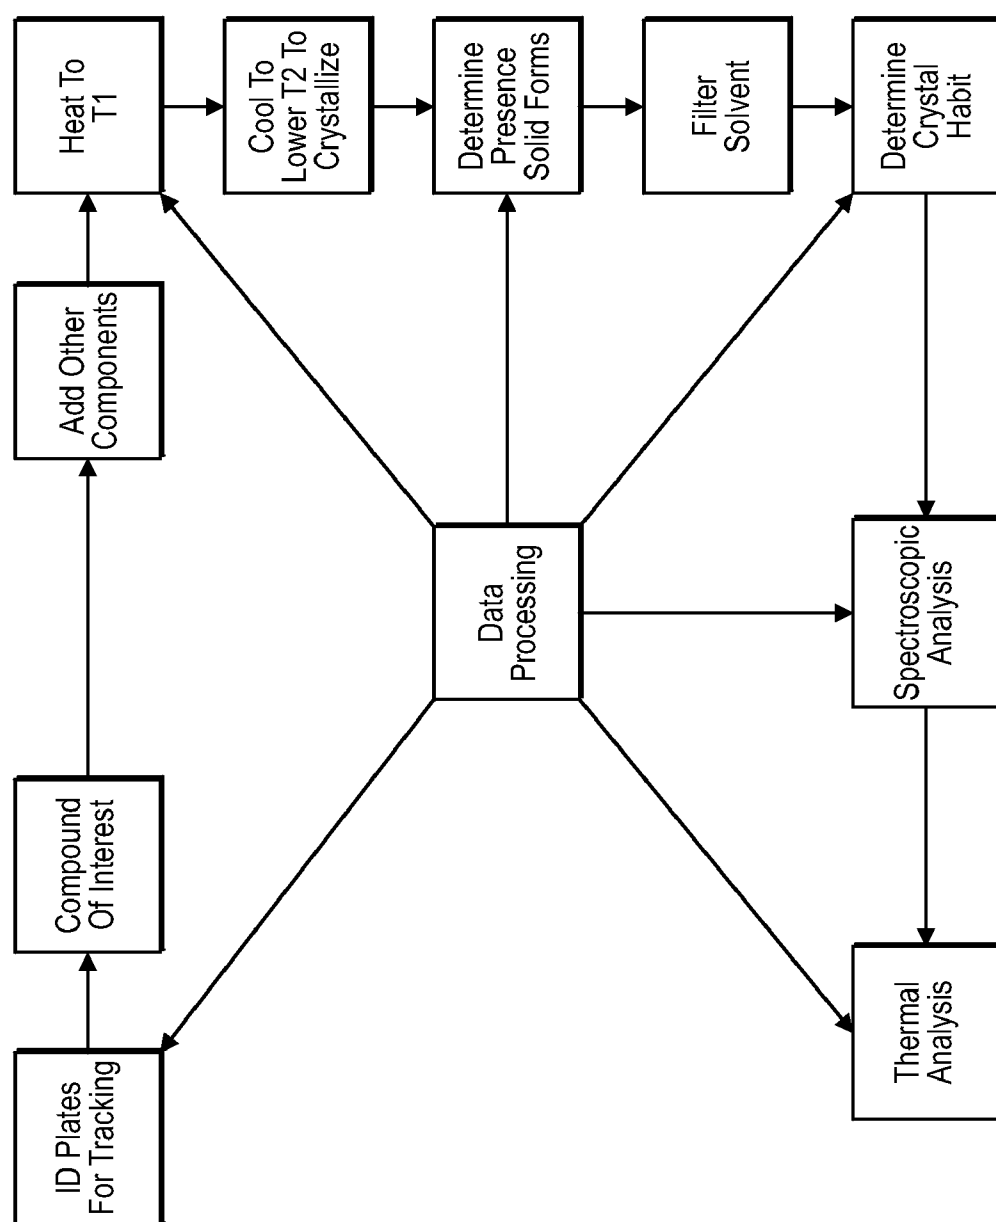 ID Plates
For Tracking
Compound
Of Interest
Add Other
Components
Heat To
T1
Cool To
Lower T2 To
Crystallize
Determine
Presence
Solid Forms
Filter
Solvent
Determine
Crystal
Habit
Data
Processing
Spectroscopic
Analysis
Thermal
Analysis